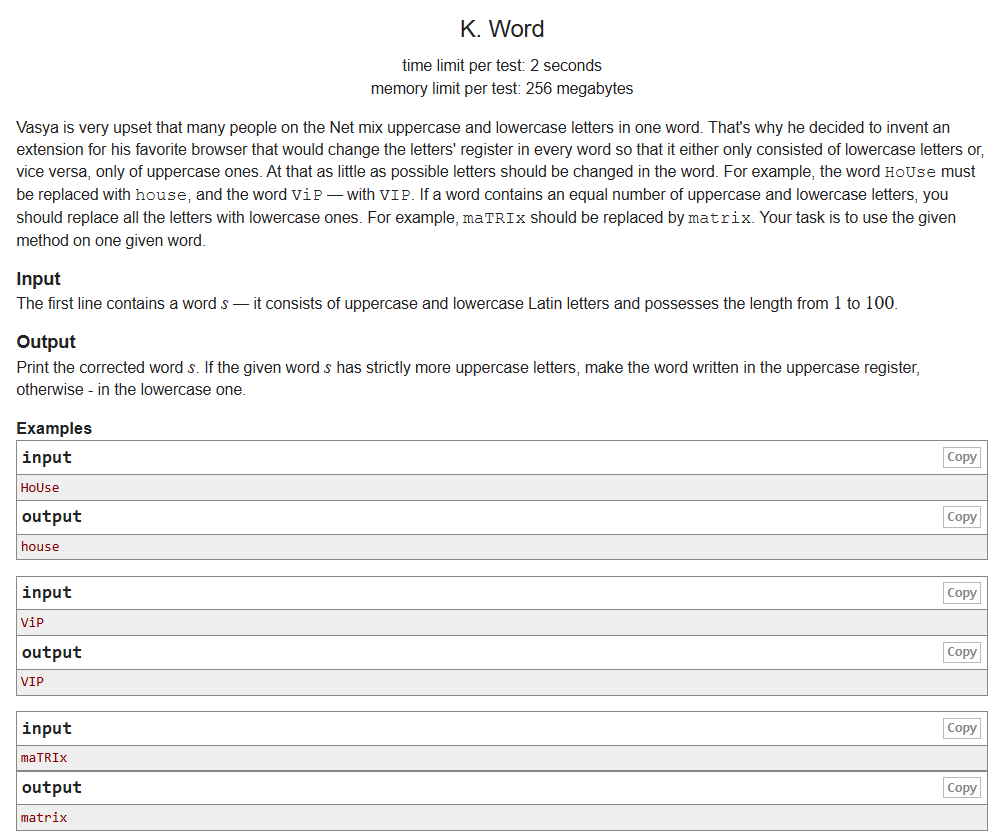 K. Word
time limit per test: 2 seconds
memory limit per test: 256 megabytes
Vasya is very upset that many people on the Net mix uppercase and lowercase letters in one word. That's why he decided to invent an
extension for his favorite browser that would change the letters' register in every word so that it either only consisted of lowercase letters or,
vice versa, only of uppercase ones. At that as little as possible letters should be changed in the word. For example, the word HoUse must
be replaced with house, and the word ViP — with VIP. If a word contains an equal number of uppercase and lowercase letters, you
should replace all the letters with lowercase ones. For example, maTRIx should be replaced by matrix. Your task is to use the given
method on one given word.
Input
The first line contains a word s — it consists of uppercase and lowercase Latin letters and possesses the length from 1 to 100.
Output
Print the corrected word s. If the given word s has strictly more uppercase letters, make the word written in the uppercase register,
otherwise - in the lowercase one.
Examples
input Copy
HoUse
output Copy
house
input Copy
ViP
output Copy
VIP
input Copy
maTRIx
output Copy
matrix